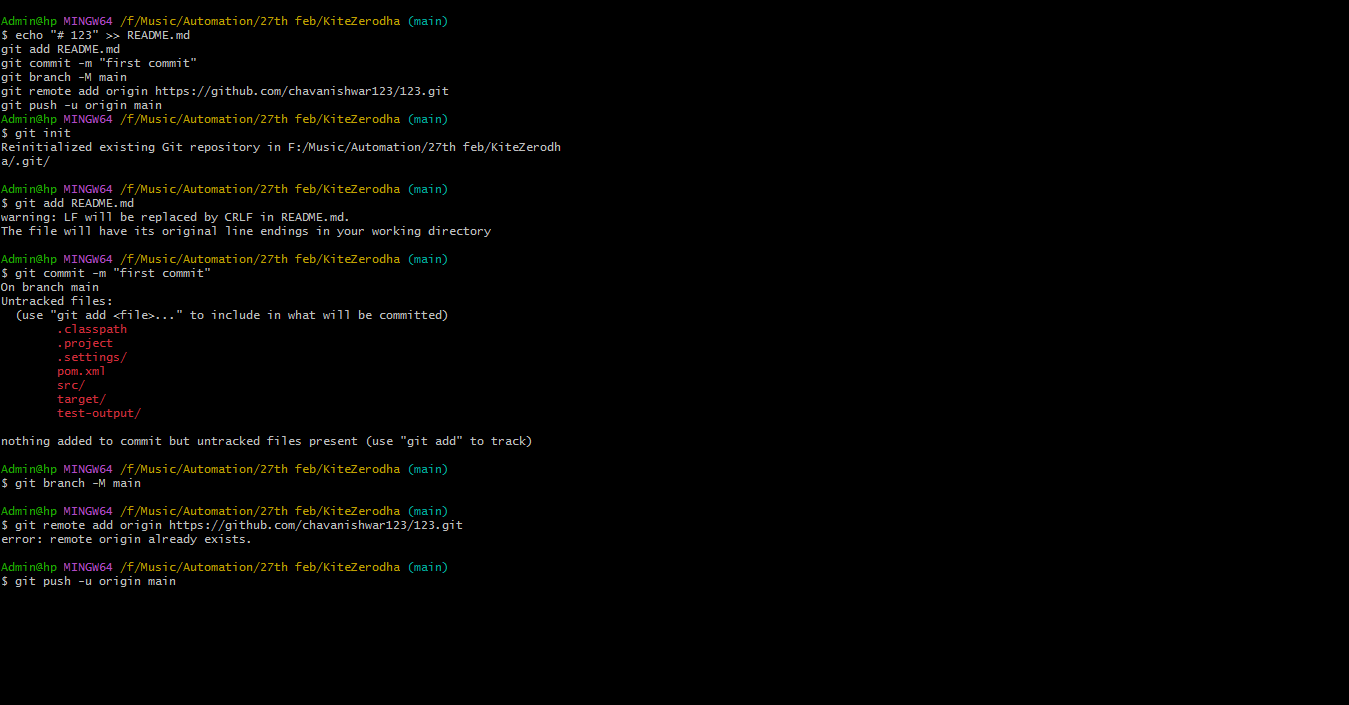 Admin@hp MINGW64 /f/Music/Automation/27th feb/KiteZerodha (main)
$ echo "# 123" >> README.md
git add README.md
git commit -m "first commit"
git branch -M main
git remote add origin https://github.com/chavanishwar123/123.git
git push -u origin main
Admin@hp MINGW64 /f/Music/Automation/27th feb/KiteZerodha (main)
$ git init
Reinitialized existing Git repository in F:/Music/Automation/27th feb/KiteZerodh
a/.git/
Admin@hp MINGW64 /f/Music/Automation/27th feb/KiteZerodha (main)
$ git add README.md
warning: LF will be replaced by CRLF in README.md.
The file will have its original line endings in your working directory
Admin@hp MINGW64 /f/Music/Automation/27th feb/KiteZerodha (main)
$ git commit -m "first commit"
On branch main
Untracked files:
  (use "git add <file>..." to include in what will be committed)
        .classpath
        .project
        .settings/
        pom.xml
        src/
        target/
        test-output/
nothing added to commit but untracked files present (use "git add" to track)
Admin@hp MINGW64 /f/Music/Automation/27th feb/KiteZerodha (main)
$ git branch -M main
Admin@hp MINGW64 /f/Music/Automation/27th feb/KiteZerodha (main)
$ git remote add origin https://github.com/chavanishwar123/123.git
error: remote origin already exists.
Admin@hp MINGW64 /f/Music/Automation/27th feb/KiteZerodha (main)
$ git push -u origin main